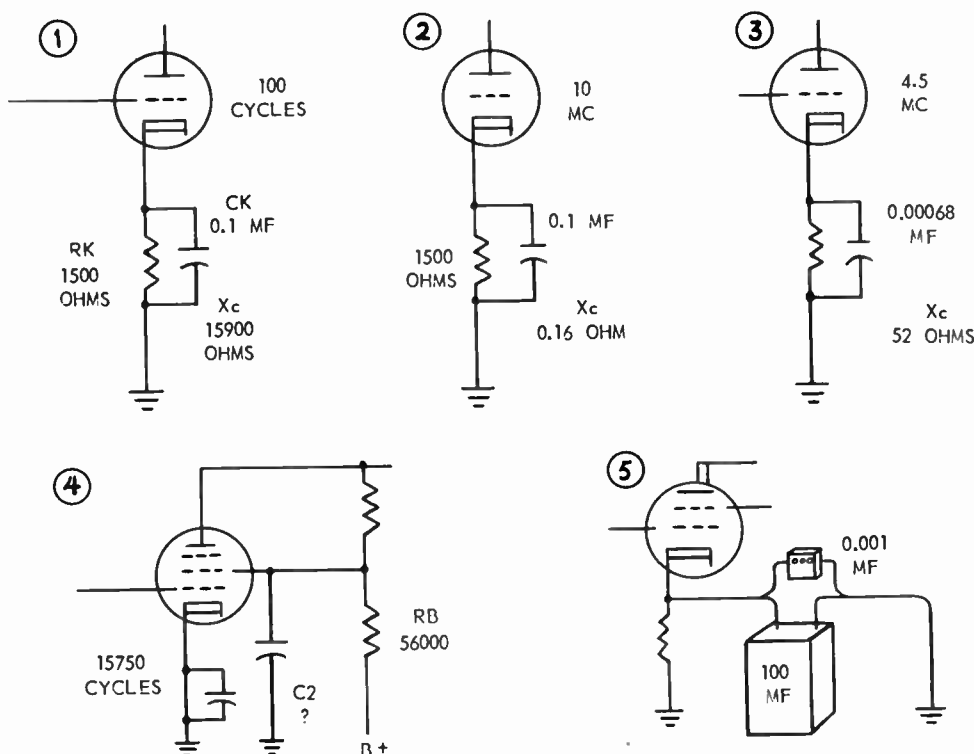 1
100
CYCLES
CK
0.1 MF
RK
1500
OHMS
Xc
15900
OHMS
2
10
MC
0.1 MF
1500
OHMS
Xc
0.16 OHM
3
4.5
MC
0.00068
MF
Xc
52 OHMS
4
15750
CYCLES
C2
?
RB
56000
B+
5
0.001
MF
100
MF